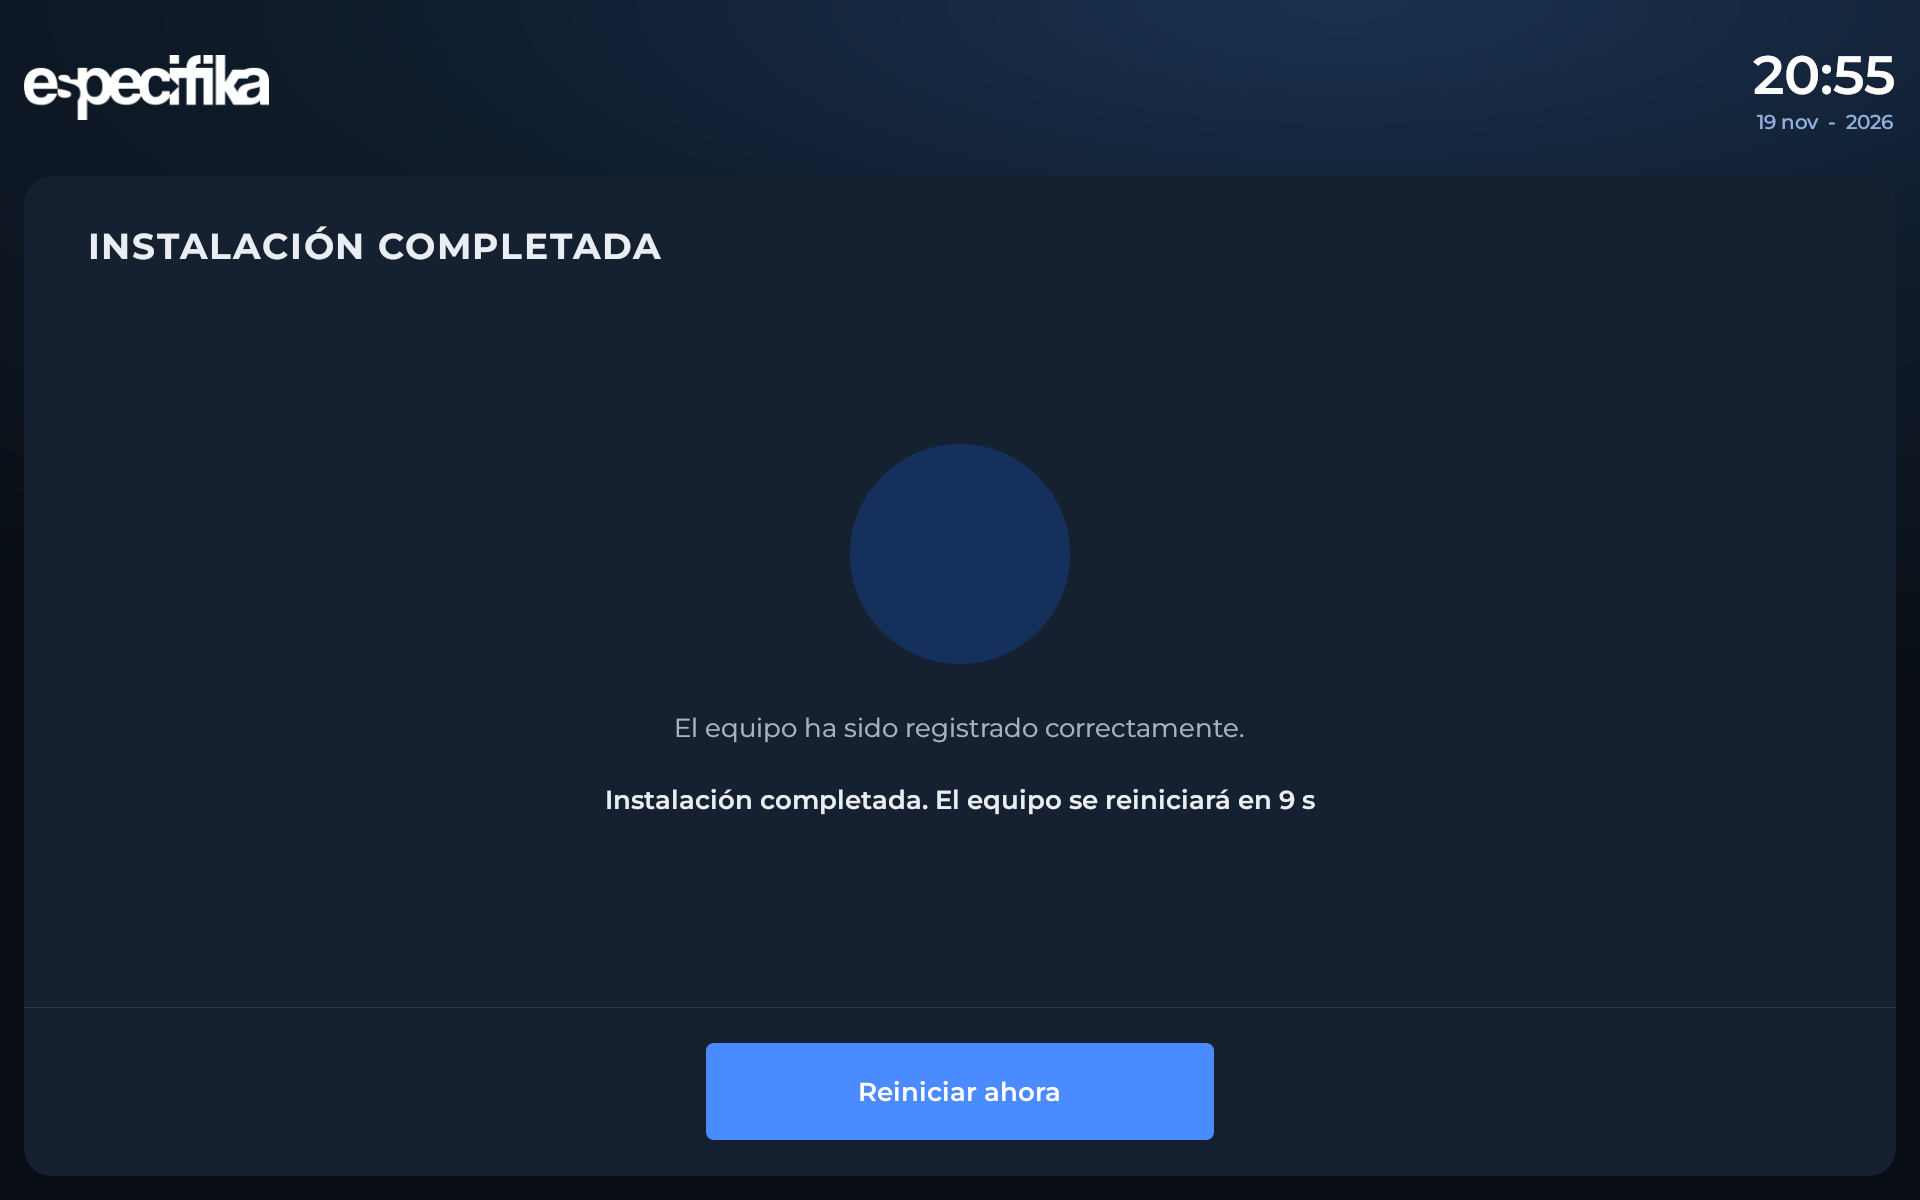 especifika
20:55
19 nov - 2026
INSTALACIÓN COMPLETADA
El equipo ha sido registrado correctamente.
Instalación completada. El equipo se reiniciará en 9 s
Reiniciar ahora